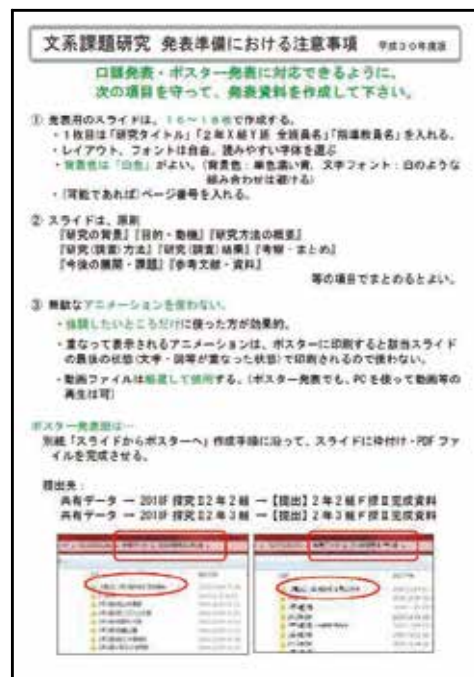 文系課題研究 発表準備における注意事項 平成30年度版
口頭発表・ポスター発表に対応できるように、
次の項目を守って、発表資料を作成して下さい。
① 発表用のスライドは、16～18枚で作成する。
・1枚目は「研究タイトル」「2年X組Y班 全班員名」「指導教員名」を入れる。
・レイアウト、フォントは自由。読みやすい字体を選ぶ
・背景色は「白色」がよい。(背景色:単色濃い青、文字フォント:白のような
組み合わせは避ける)
・(可能であれば)ページ番号を入れる。
② スライドは、原則
『研究の背景』『目的・動機』『研究方法の概要』
『研究(調査)方法』『研究(調査)結果』『考察・まとめ』
『今後の展開・課題』『参考文献・資料』
等の項目でまとめるとよい。
③ 無駄なアニメーションを使わない。
・強調したいところだけに使った方が効果的。
・重なって表示されるアニメーションは、ポスターに印刷すると該当スライド
の最後の状態(文字・図等が重なった状態)で印刷されるので使わない。
・動画ファイルは厳選して使用する。(ポスター発表でも、PCを使って動画等の
再生は可)
ポスター発表班は…
別紙「スライドからポスターへ」作成手順に沿って、スライドに枠付け・PDFファ
イルを完成させる。
提出先:
共有データ → 2018F 探究Ⅱ2年2組 →【提出】2年2組F探Ⅱ完成資料
共有データ → 2018F 探究Ⅱ2年3組 →【提出】2年3組F探Ⅱ完成資料